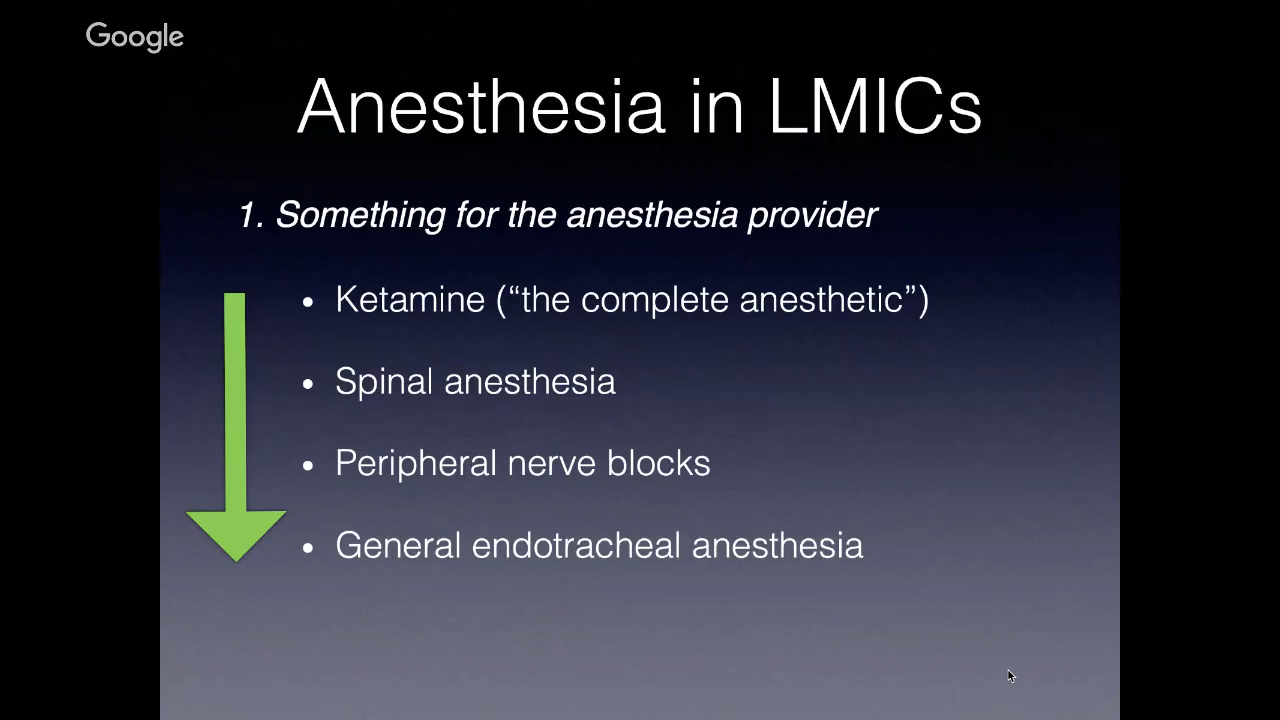 Google
Anesthesia in LMICs
1. Something for the anesthesia provider
• Ketamine (“the complete anesthetic”)
• Spinal anesthesia
• Peripheral nerve blocks
• General endotracheal anesthesia